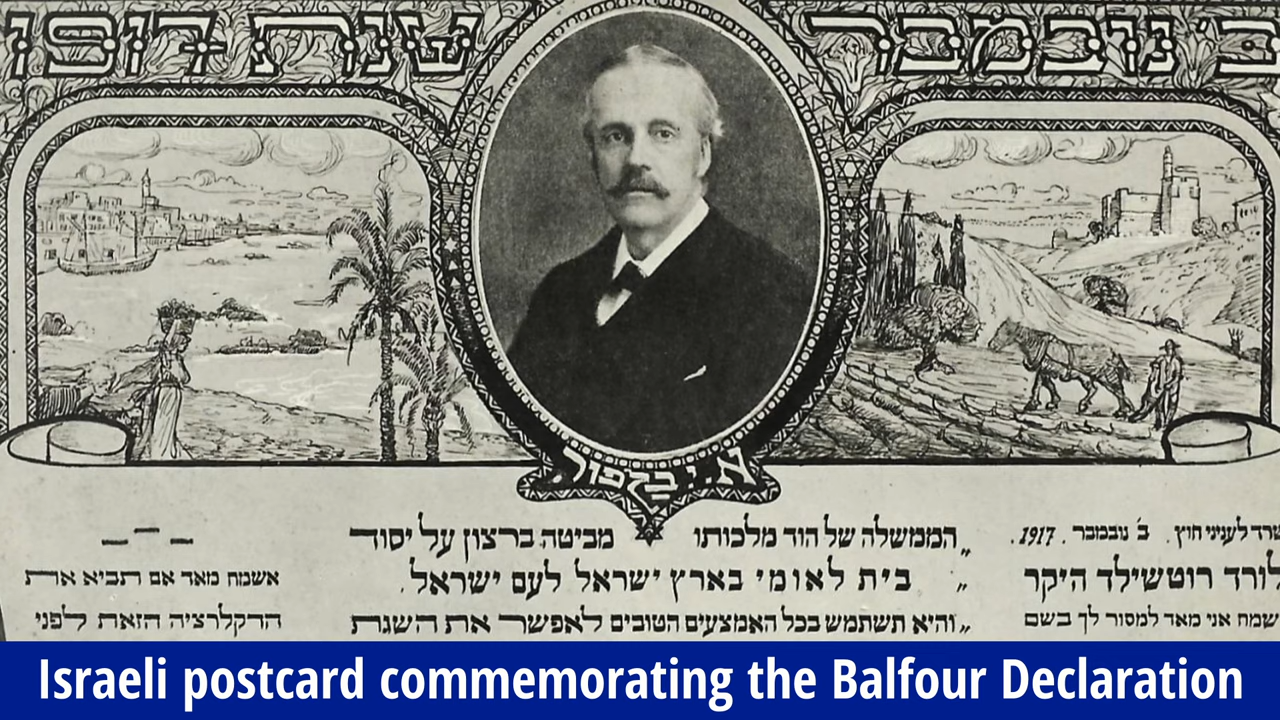 ב נובמבר שנת
א. י. בלפור.
לעניני חוץ. ב׳ נובמבר 1917.
לורד רוטשילד היקר
שמח אני מאד למסור לך בשם
„הממשלה של הוד מלכותו מביטה ברצון על יסוד
„בית לאומי בארץ ישראל לעם ישראל.
„והיא תשתמש בכל האמצעים הטובים לאפשר את השגת
אשמח מאד אם תביא את
הדקלרציה הזאת לפני
Israeli postcard commemorating the Balfour Declaration